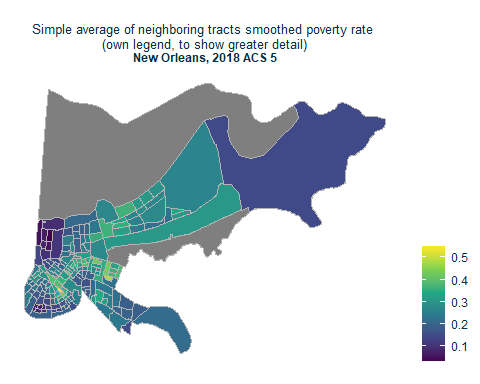 Simple average of neighboring tracts smoothed poverty rate
(own legend, to show greater detail)
New Orleans, 2018 ACS 5
0.5
0.4
0.3
0.2
0.1